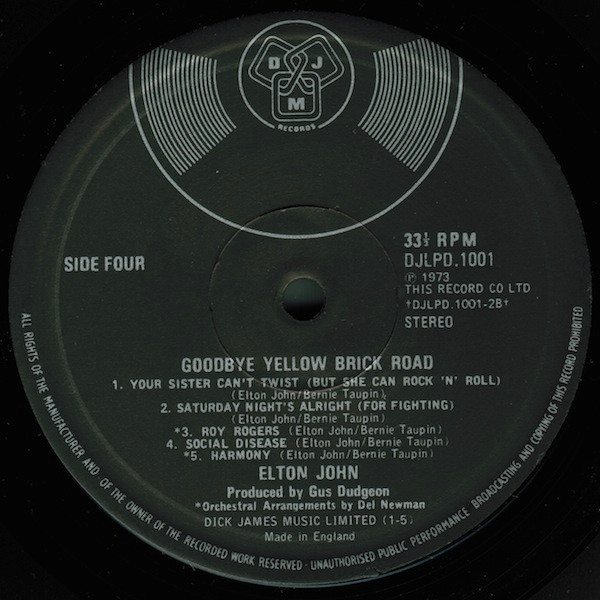 D J M
RECORDS
SIDE FOUR
33⅓ RPM
DJLPD.1001
Ⓟ 1973
THIS RECORD CO LTD
†DJLPD.1001-2B†
STEREO
GOODBYE YELLOW BRICK ROAD
1. YOUR SISTER CAN'T TWIST (BUT SHE CAN ROCK 'N' ROLL)
(Elton John/Bernie Taupin)
2. SATURDAY NIGHT'S ALRIGHT (FOR FIGHTING)
(Elton John/Bernie Taupin)
*3. ROY ROGERS (Elton John/Bernie Taupin)
4. SOCIAL DISEASE (Elton John/Bernie Taupin)
*5. HARMONY (Elton John/Bernie Taupin)
ELTON JOHN
Produced by Gus Dudgeon
*Orchestral Arrangements by Del Newman
DICK JAMES MUSIC LIMITED (1-5)
Made in England
ALL RIGHTS OF THE MANUFACTURER AND OF THE OWNER OF THE RECORDED WORK RESERVED · UNAUTHORISED PUBLIC PERFORMANCE BROADCASTING AND COPYING OF THIS RECORD PROHIBITED